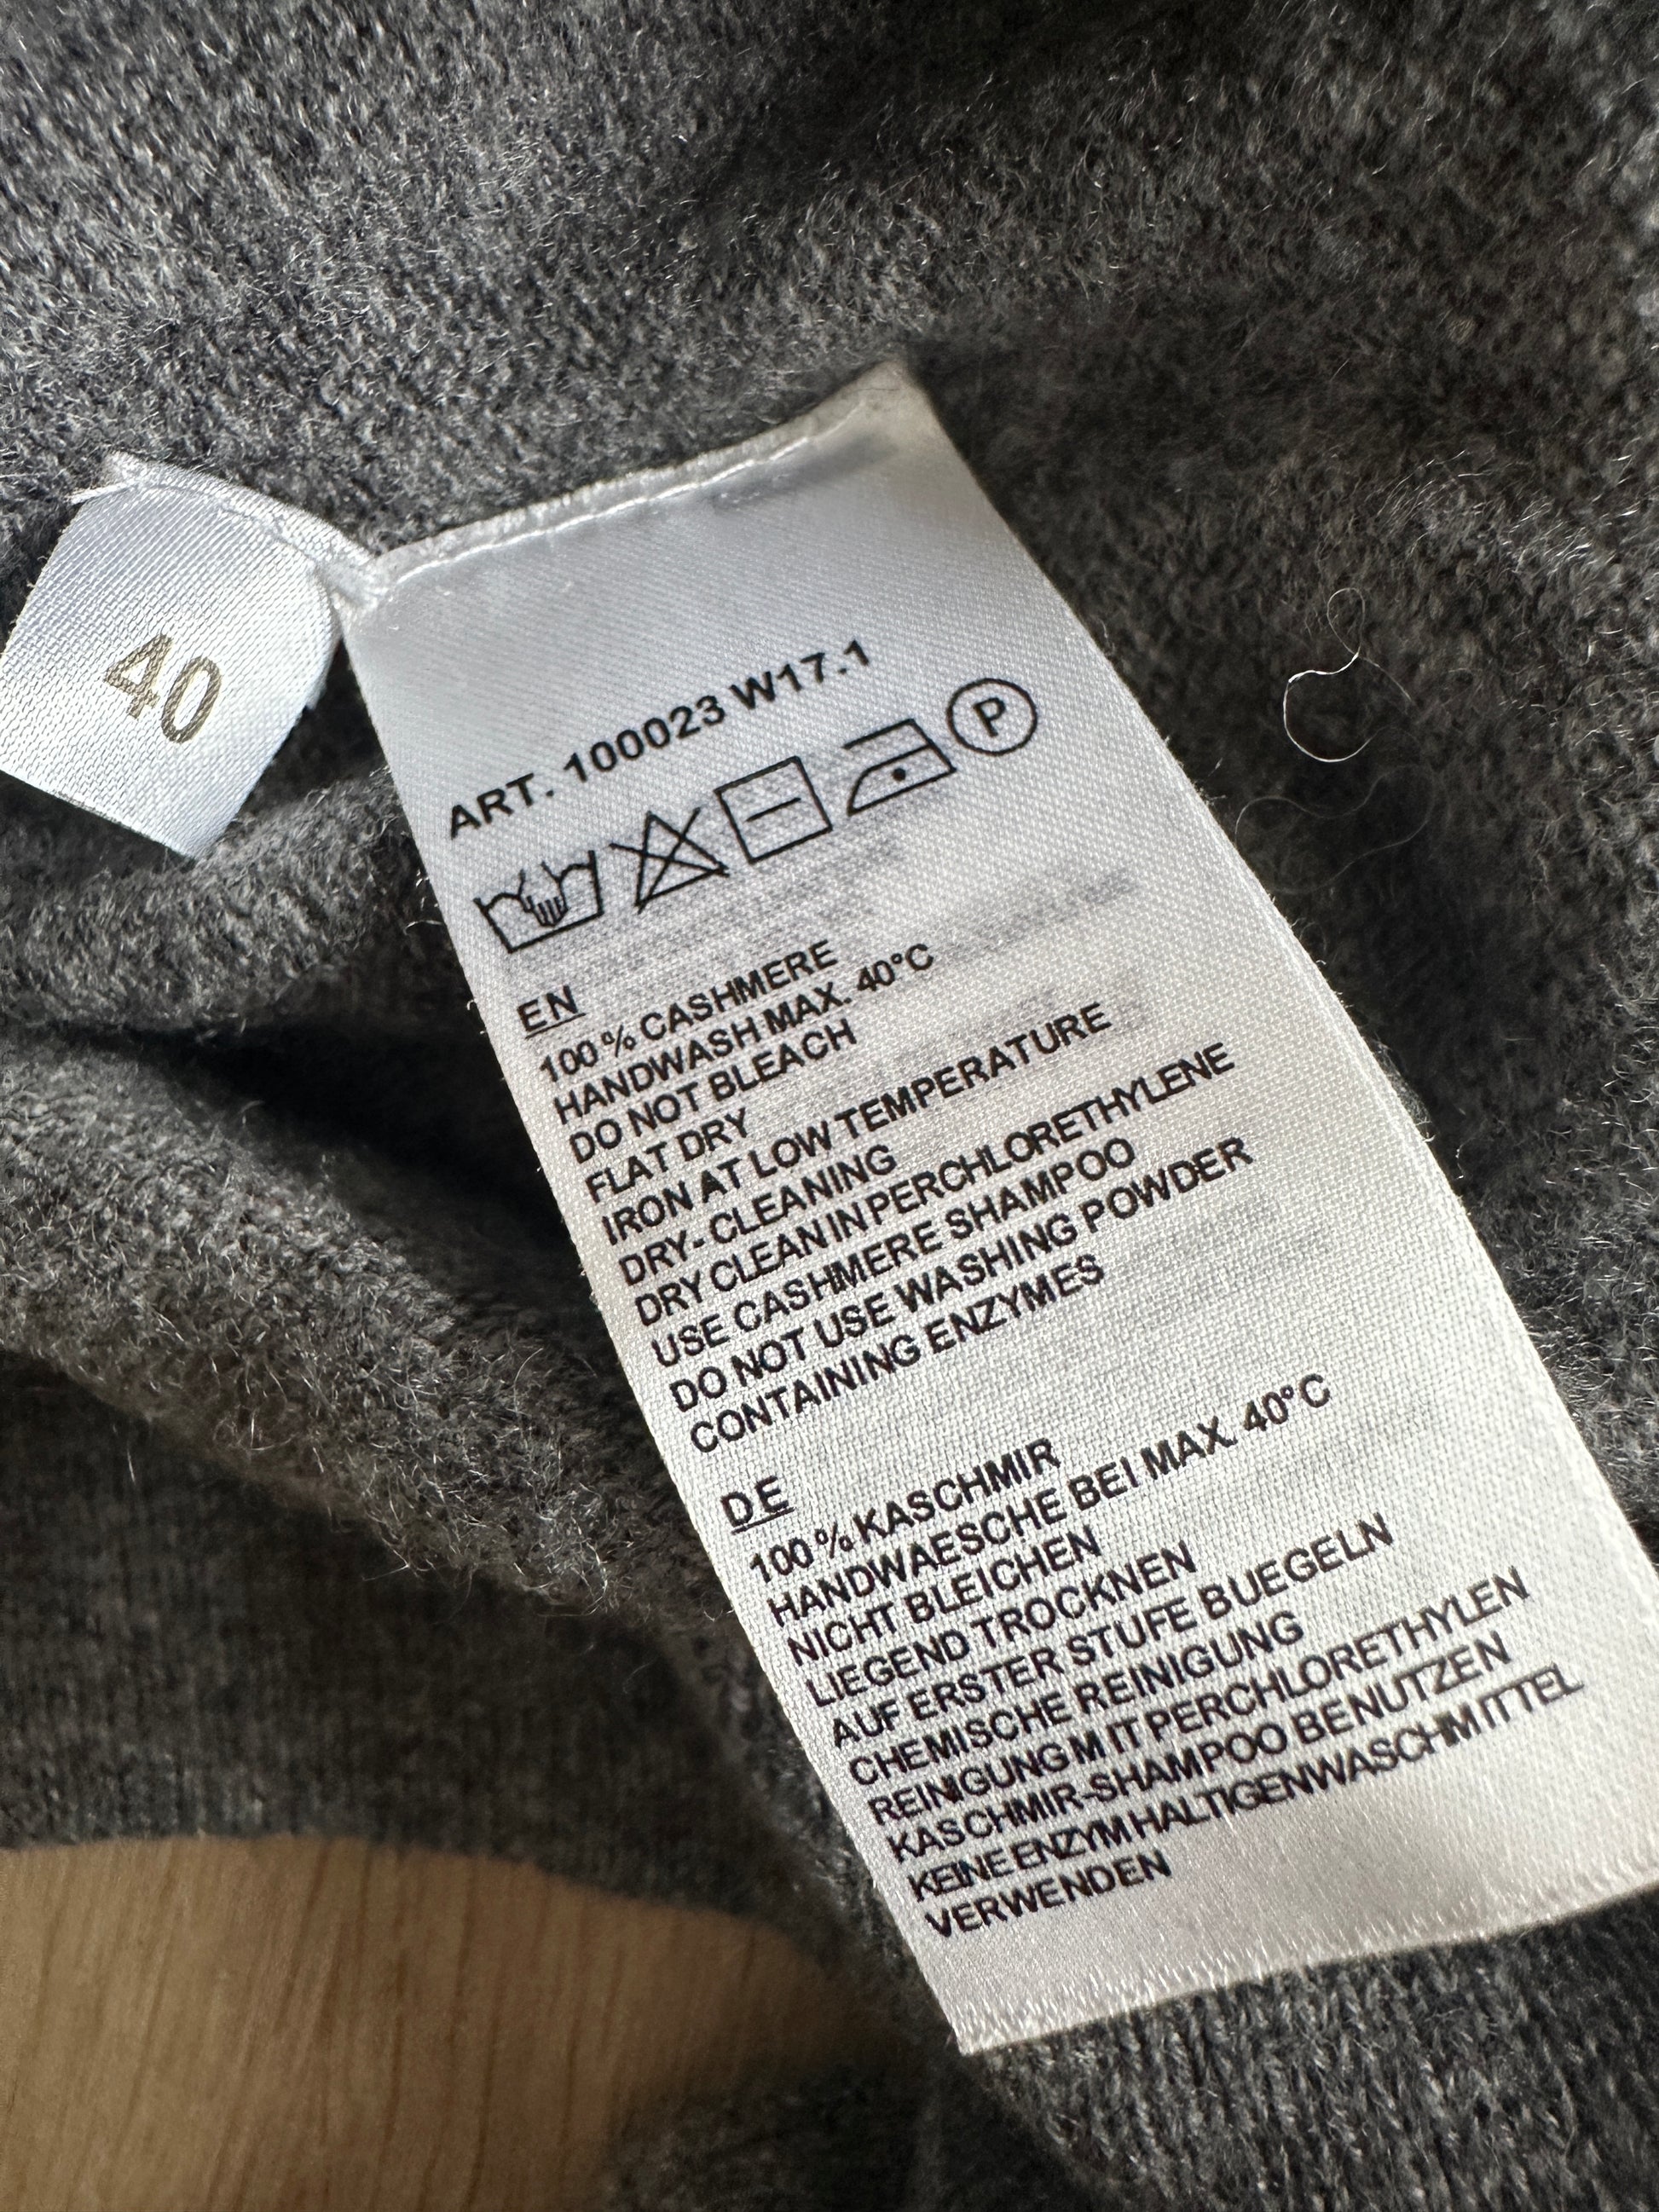 40
ART. 100023 W17.1
P
EN
100 % CASHMERE
HANDWASH MAX. 40°C
DO NOT BLEACH
FLAT DRY
IRON AT LOW TEMPERATURE
DRY- CLEANING
DRY CLEAN IN PERCHLORETHYLENE
USE CASHMERE SHAMPOO
DO NOT USE WASHING POWDER
CONTAINING ENZYMES
DE
100 % KASCHMIR
HANDWAESCHE BEI MAX. 40°C
NICHT BLEICHEN
LIEGEND TROCKNEN
AUF ERSTER STUFE BUEGELN
CHEMISCHE REINIGUNG
REINIGUNG MIT PERCHLORETHYLEN
KASCHMIR-SHAMPOO BENUTZEN
KEINE ENZYMHALTIGEN WASCHMITTEL
VERWENDEN